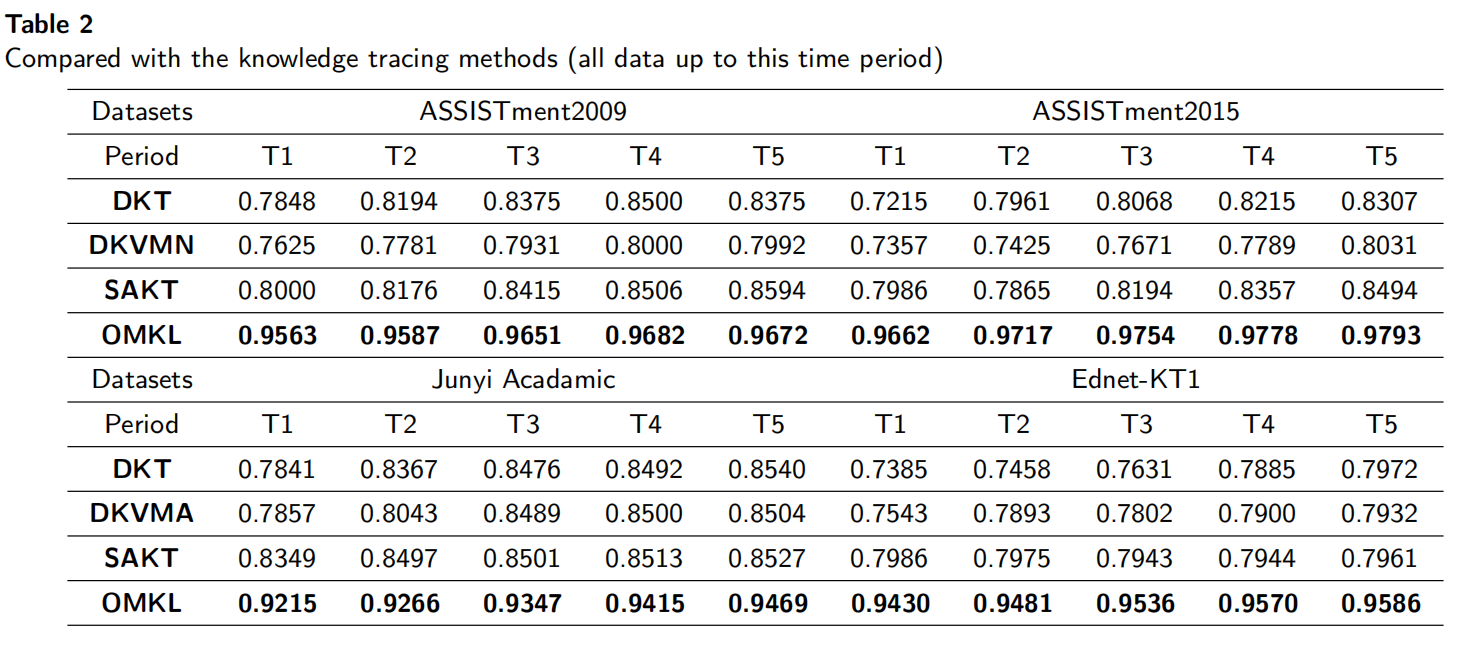 Table 2
Compared with the knowledge tracing methods (all data up to this time period)
Datasets ASSISTment2009 ASSISTment2015
Period T1 T2 T3 T4 T5 T1 T2 T3 T4 T5
DKT 0.7848 0.8194 0.8375 0.8500 0.8375 0.7215 0.7961 0.8068 0.8215 0.8307
DKVMN 0.7625 0.7781 0.7931 0.8000 0.7992 0.7357 0.7425 0.7671 0.7789 0.8031
SAKT 0.8000 0.8176 0.8415 0.8506 0.8594 0.7986 0.7865 0.8194 0.8357 0.8494
OMKL 0.9563 0.9587 0.9651 0.9682 0.9672 0.9662 0.9717 0.9754 0.9778 0.9793
Datasets Junyi Acadamic Ednet-KT1
Period T1 T2 T3 T4 T5 T1 T2 T3 T4 T5
DKT 0.7841 0.8367 0.8476 0.8492 0.8540 0.7385 0.7458 0.7631 0.7885 0.7972
DKVMA 0.7857 0.8043 0.8489 0.8500 0.8504 0.7543 0.7893 0.7802 0.7900 0.7932
SAKT 0.8349 0.8497 0.8501 0.8513 0.8527 0.7986 0.7975 0.7943 0.7944 0.7961
OMKL 0.9215 0.9266 0.9347 0.9415 0.9469 0.9430 0.9481 0.9536 0.9570 0.9586